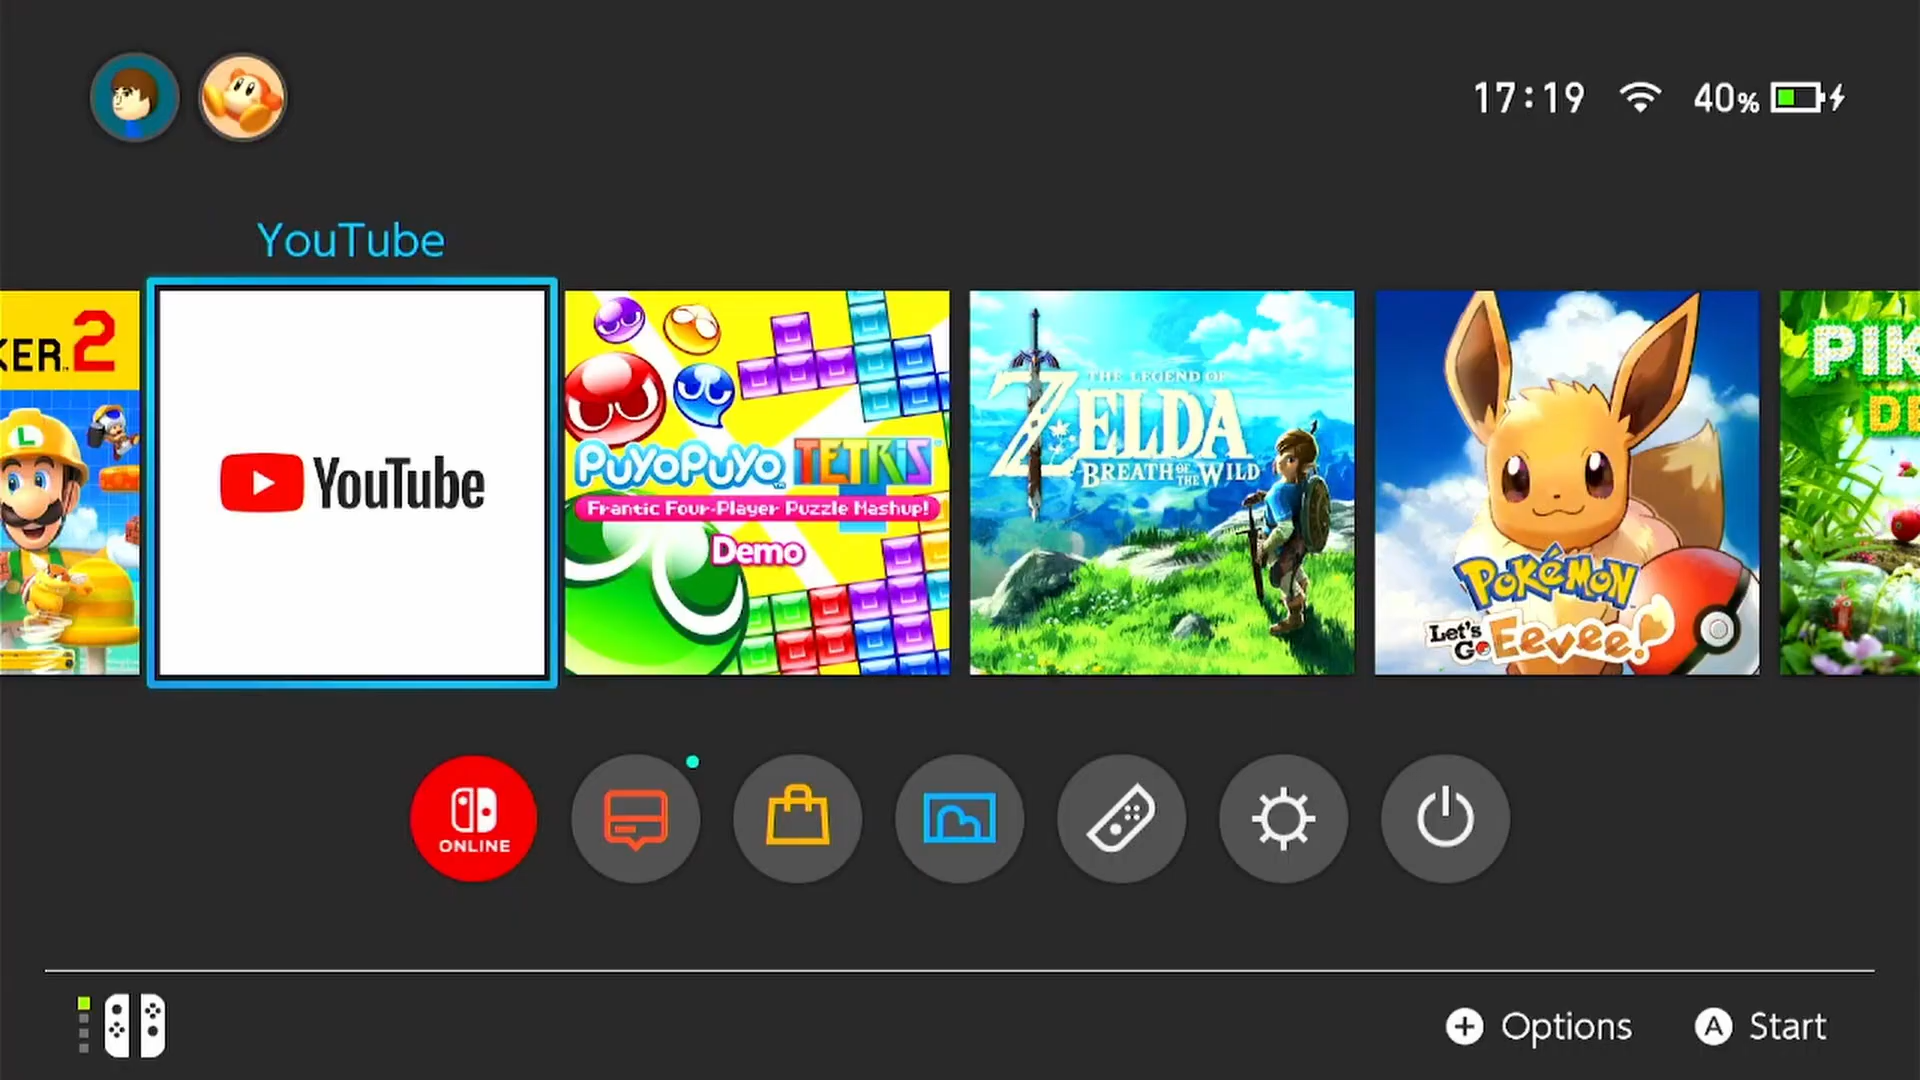 17:19 40%
YouTube
KER 2
YouTube
L
PuyoPuyo TETRIS
Frantic Four-Player Puzzle Mashup!
Demo
THE LEGEND OF
ZELDA
BREATH OF THE WILD
POKéMON
Let's Go Eevee!
PIK
DE
ONLINE
+ Options A Start